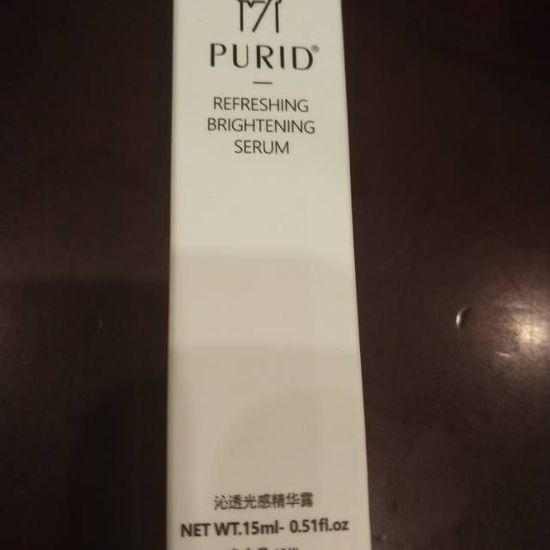 PURID®
REFRESHING
BRIGHTENING
SERUM
沁透光感精华露
NET WT.15ml- 0.51fl.oz